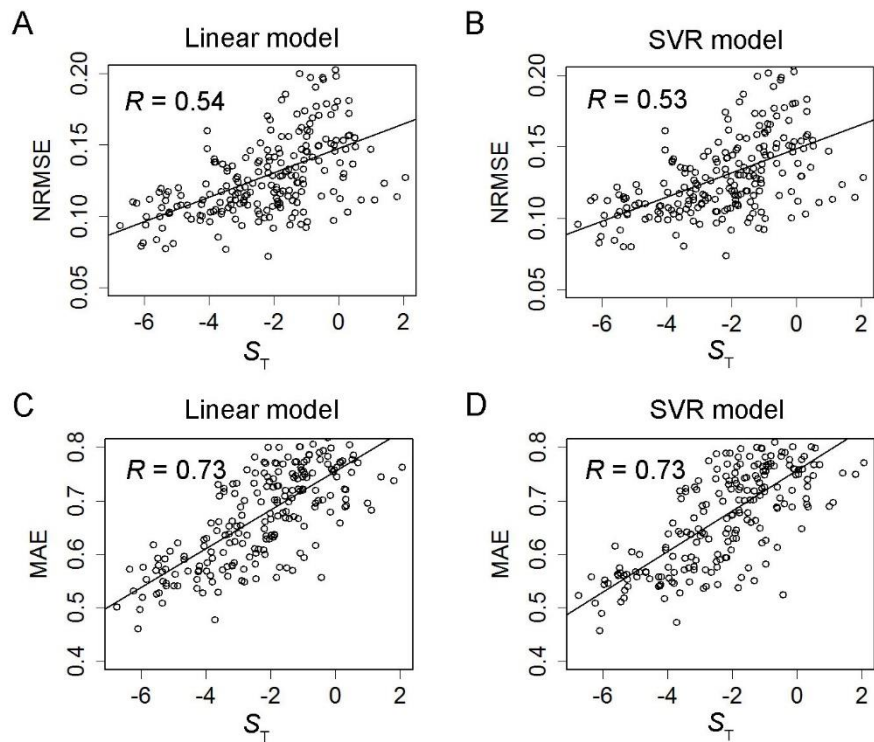 A
Linear model
R = 0.54
NRMSE
0.20
0.15
0.10
0.05
-6 -4 -2 0 2
S_T
B
SVR model
R = 0.53
NRMSE
0.20
0.15
0.10
0.05
-6 -4 -2 0 2
S_T
C
Linear model
R = 0.73
MAE
0.8
0.7
0.6
0.5
0.4
-6 -4 -2 0 2
S_T
D
SVR model
R = 0.73
MAE
0.8
0.7
0.6
0.5
0.4
-6 -4 -2 0 2
S_T